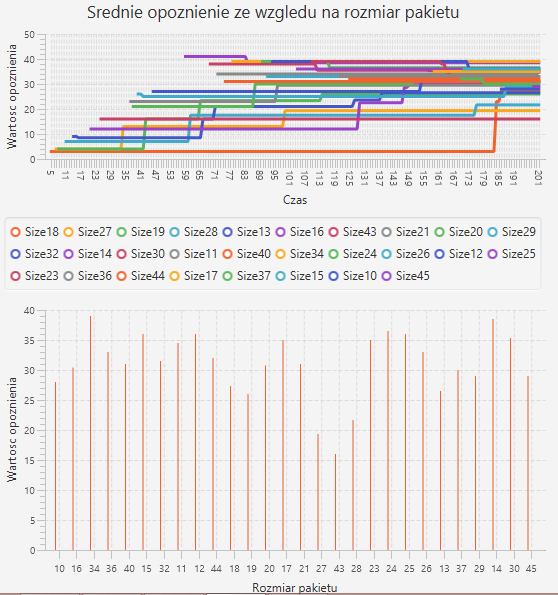 Srednie opoznienie ze wzgledu na rozmiar pakietu
Wartosc opoznienia
50
40
30
20
10
0
5 11 17 23 29 35 41 47 53 59 65 71 77 83 89 95 101 107 113 119 125 131 137 143 149 155 161 167 173 179 185 191 201
Czas
Size18 Size27 Size19 Size28 Size13 Size16 Size43 Size21 Size20 Size29
Size32 Size14 Size30 Size11 Size40 Size34 Size24 Size26 Size12 Size25
Size23 Size36 Size44 Size17 Size37 Size15 Size10 Size45
Wartosc opoznienia
40
35
30
25
20
15
10
5
0
10 16 34 36 40 15 32 11 12 44 18 19 20 17 21 27 43 28 23 24 25 26 13 37 29 14 30 45
Rozmiar pakietu